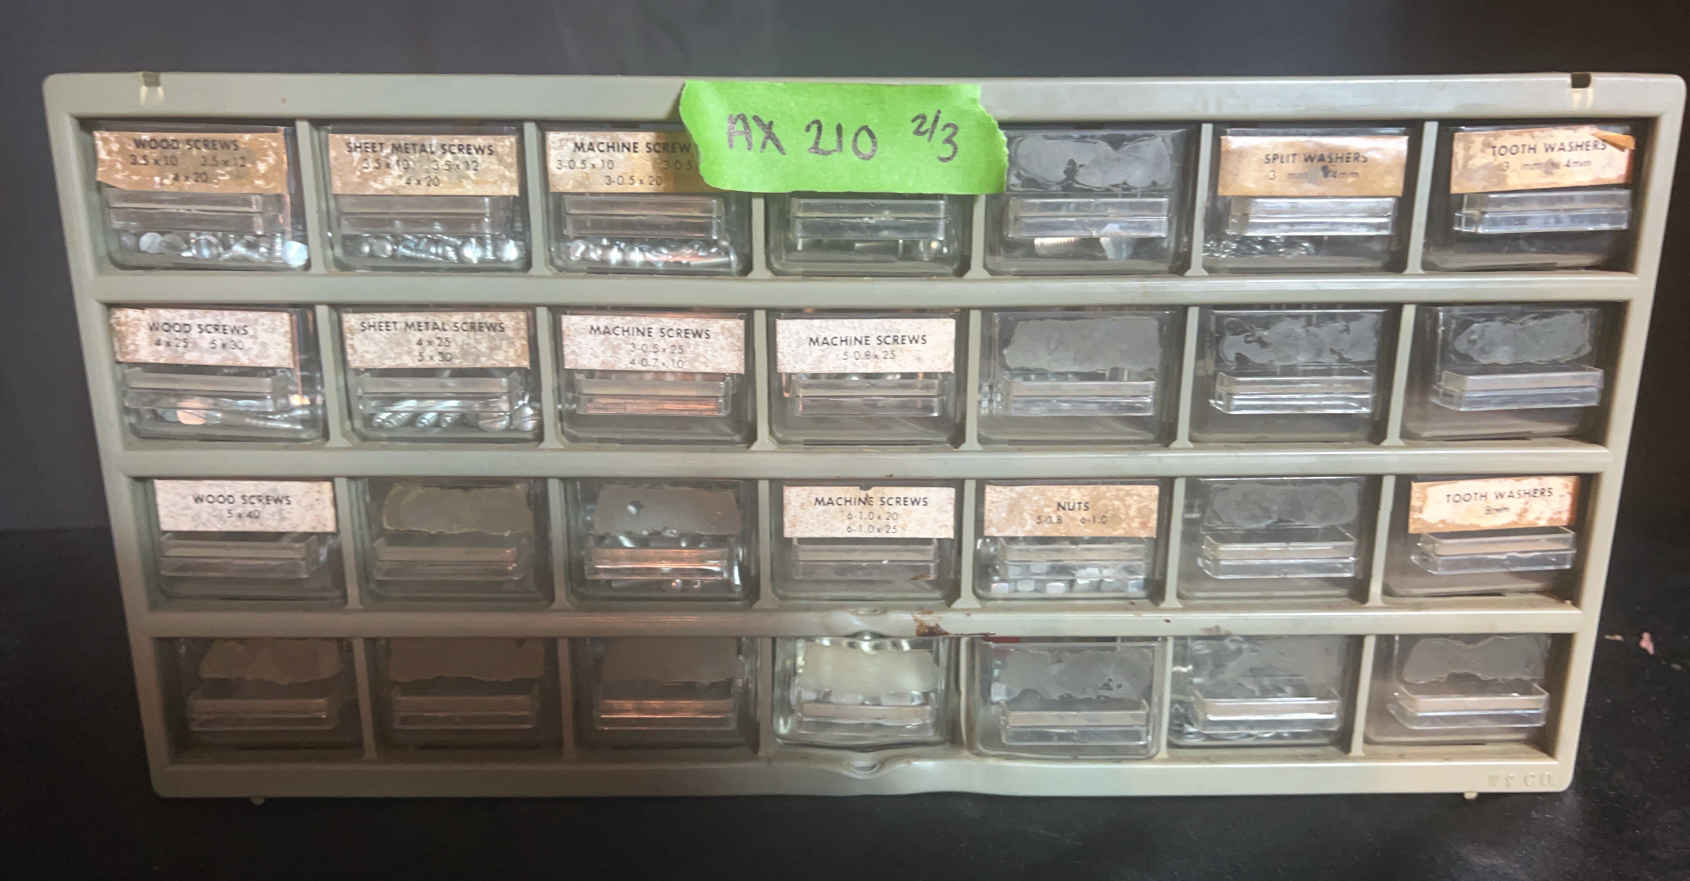 AX 210 2/3
WOOD SCREWS
3.5 x 10 3.5 x 12
4 x 20
SHEET METAL SCREWS
3.5 x 10 3.5 x 12
4 x 20
MACHINE SCREW
3-0.5 x 10 3-0.5
3-0.5 x 20
SPLIT WASHERS
3 mm 4mm
TOOTH WASHERS
3 mm 4mm
WOOD SCREWS
4 x 25 5 x 30
SHEET METAL SCREWS
4 x 25
5 x 30
MACHINE SCREWS
3-0.5 x 25
4-0.7 x 10
MACHINE SCREWS
5-0.8 x 25
WOOD SCREWS
5 x 40
MACHINE SCREWS
6-1.0 x 20
6-1.0 x 25
NUTS
5-0.8 6-1.0
TOOTH WASHERS